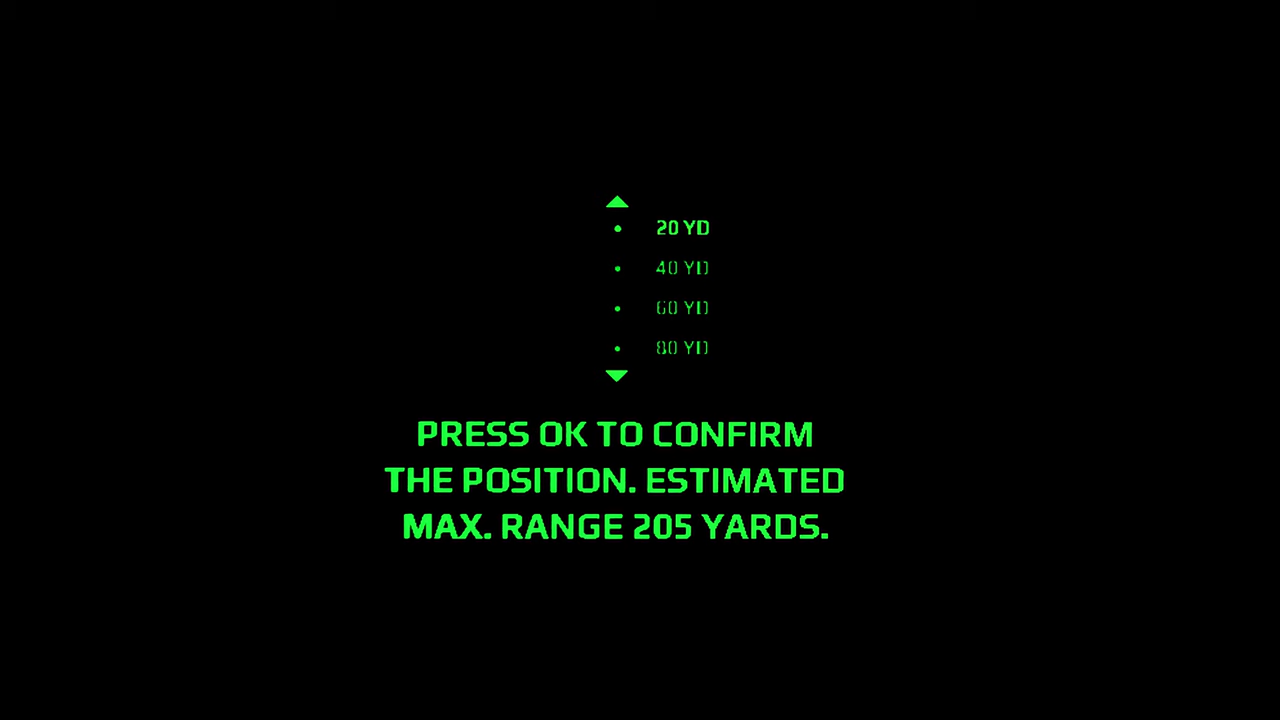 20 YD
40 YD
60 YD
80 YD
PRESS OK TO CONFIRM
THE POSITION. ESTIMATED
MAX. RANGE 205 YARDS.